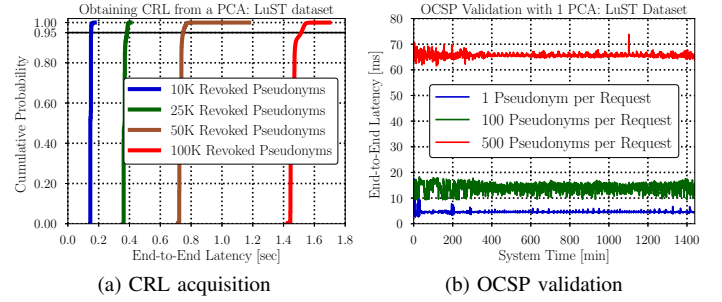 Obtaining CRL from a PCA: LuST dataset
1.00
0.95
0.80
0.60
0.40
0.20
0.00
Cumulative Probability
10K Revoked Pseudonyms
25K Revoked Pseudonyms
50K Revoked Pseudonyms
100K Revoked Pseudonyms
0.0 0.2 0.4 0.6 0.8 1.0 1.2 1.4 1.6 1.8
End-to-End Latency [sec]
(a) CRL acquisition
OCSP Validation with 1 PCA: LuST Dataset
80
70
60
50
40
30
20
10
0
End-to-End Latency [ms]
1 Pseudonym per Request
100 Pseudonyms per Request
500 Pseudonyms per Request
0 200 400 600 800 1000 1200 1400
System Time [min]
(b) OCSP validation